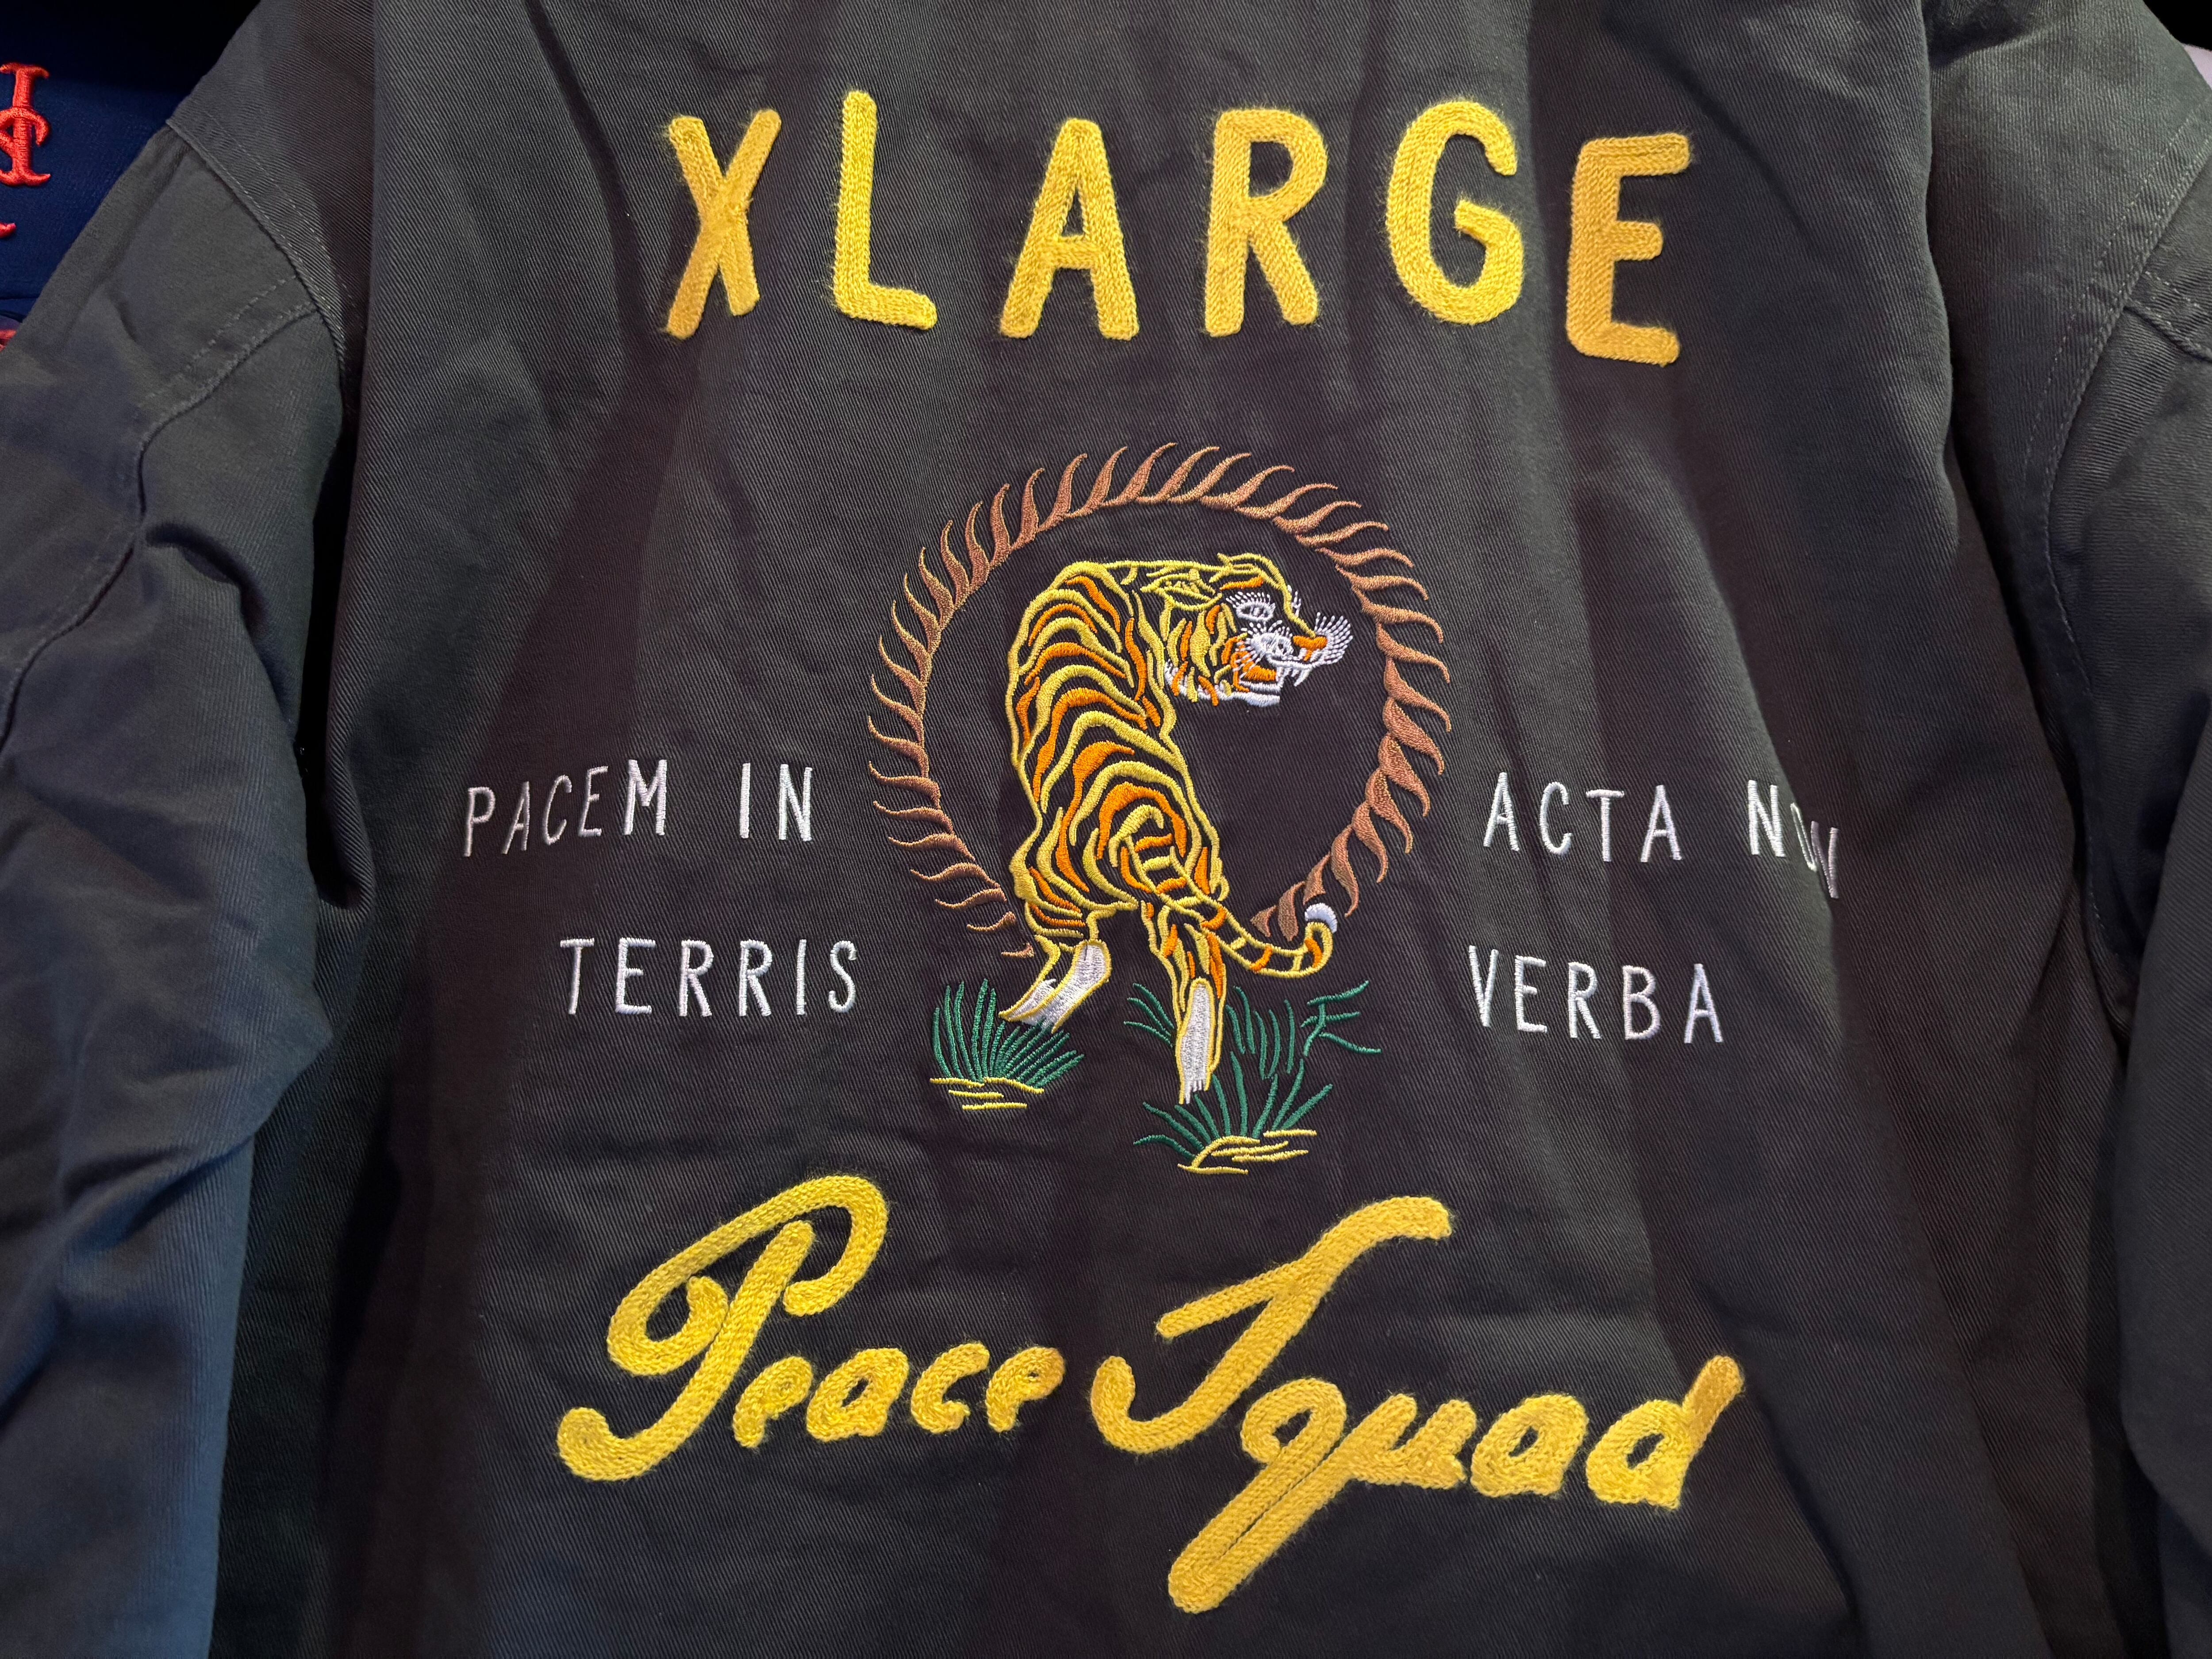 XLARGE
PACEM IN
TERRIS
ACTA NON
VERBA
Peace Squad